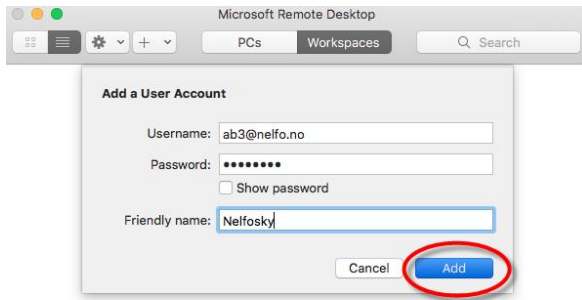 Microsoft Remote Desktop
PCs Workspaces Search
Add a User Account
Username: ab3@nelfo.no
Password: ••••••••
Show password
Friendly name: Nelfosky
Cancel Add